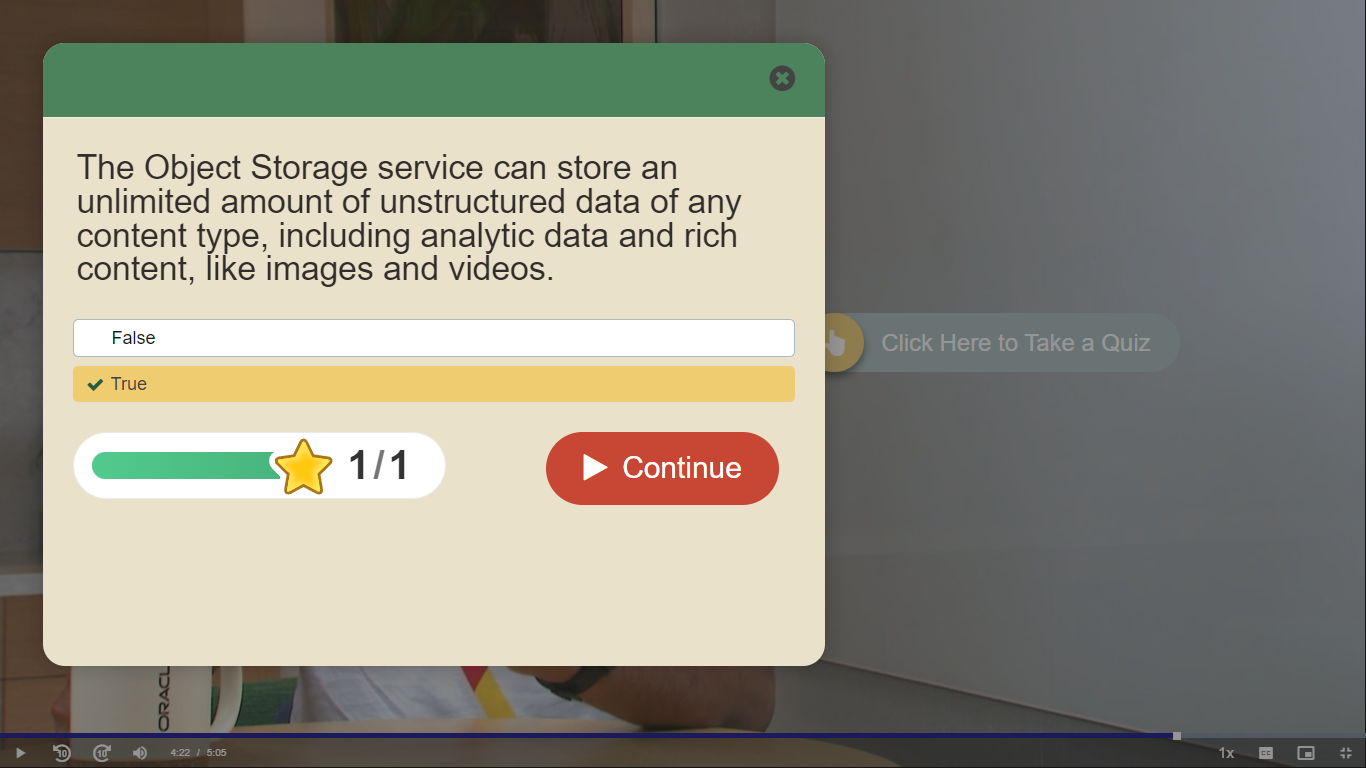 The Object Storage service can store an
unlimited amount of unstructured data of any
content type, including analytic data and rich
content, like images and videos.
False
True
1/1
Continue
Click Here to Take a Quiz
ORACL
10
10
4:22 / 5:05
1x
CC